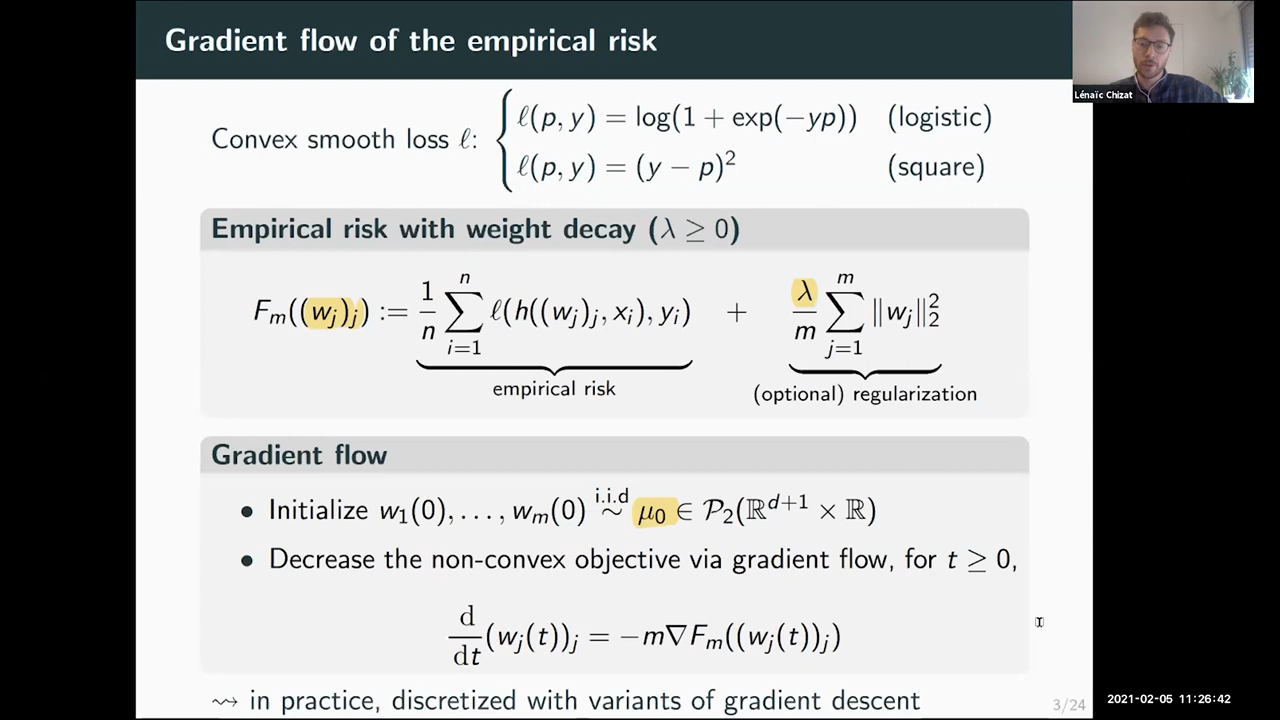 Gradient flow of the empirical risk
Lénaïc Chizat
Convex smooth loss ℓ: { ℓ(p, y) = log(1 + exp(−yp)) (logistic)
ℓ(p, y) = (y − p)² (square)
Empirical risk with weight decay (λ ≥ 0)
F_m((w_j)_j) := 1/n ∑_{i=1}^{n} ℓ(h((w_j)_j, x_i), y_i) + λ/m ∑_{j=1}^{m} ‖w_j‖₂²
empirical risk
(optional) regularization
Gradient flow
• Initialize w₁(0), . . . , w_m(0) i.i.d ∼ μ₀ ∈ 𝒫₂(ℝ^{d+1} × ℝ)
• Decrease the non-convex objective via gradient flow, for t ≥ 0,
d/dt (w_j(t))_j = −m∇F_m((w_j(t))_j)
⇝ in practice, discretized with variants of gradient descent
3/24
2021-02-05 11:26:42